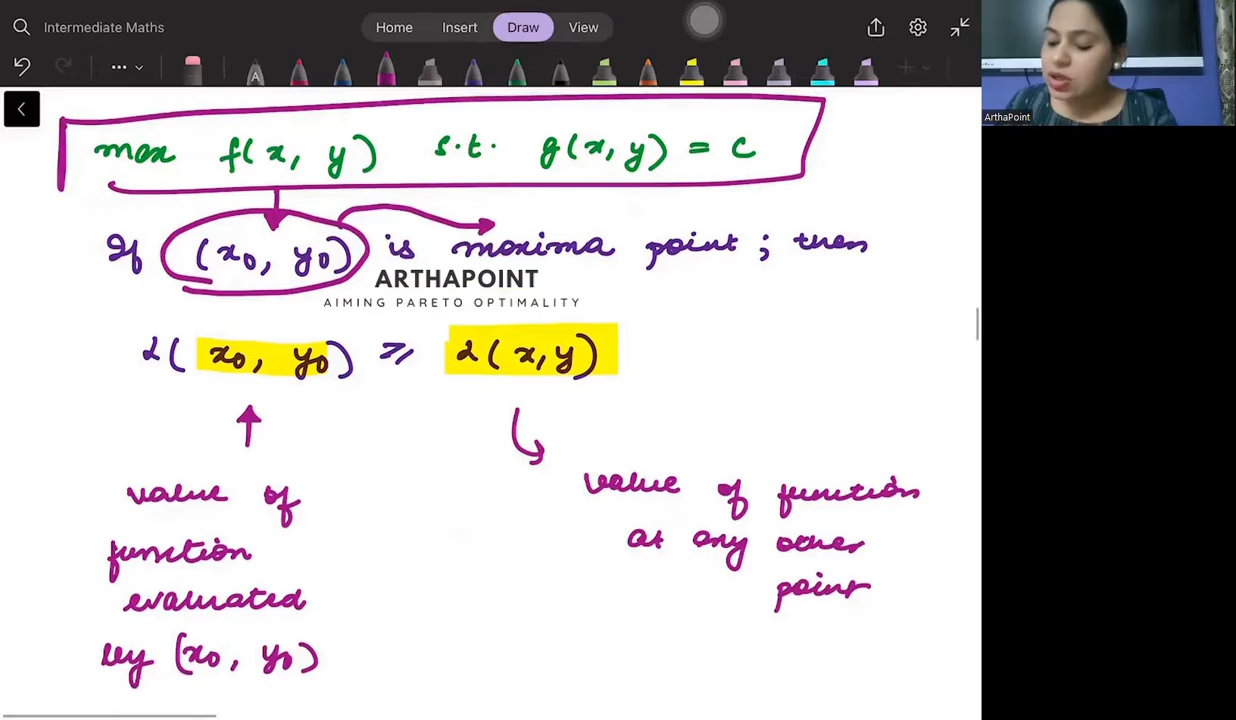 Intermediate Maths
Home Insert Draw View
A
ArthaPoint
max f(x, y) s.t. g(x, y) = c
If (x₀, y₀) is maxima point ; then
ARTHAPOINT
AIMING PARETO OPTIMALITY
L( x₀, y₀) ≥ L( x, y)
value of
function
evaluated
by (x₀, y₀)
value of function
at any other
point